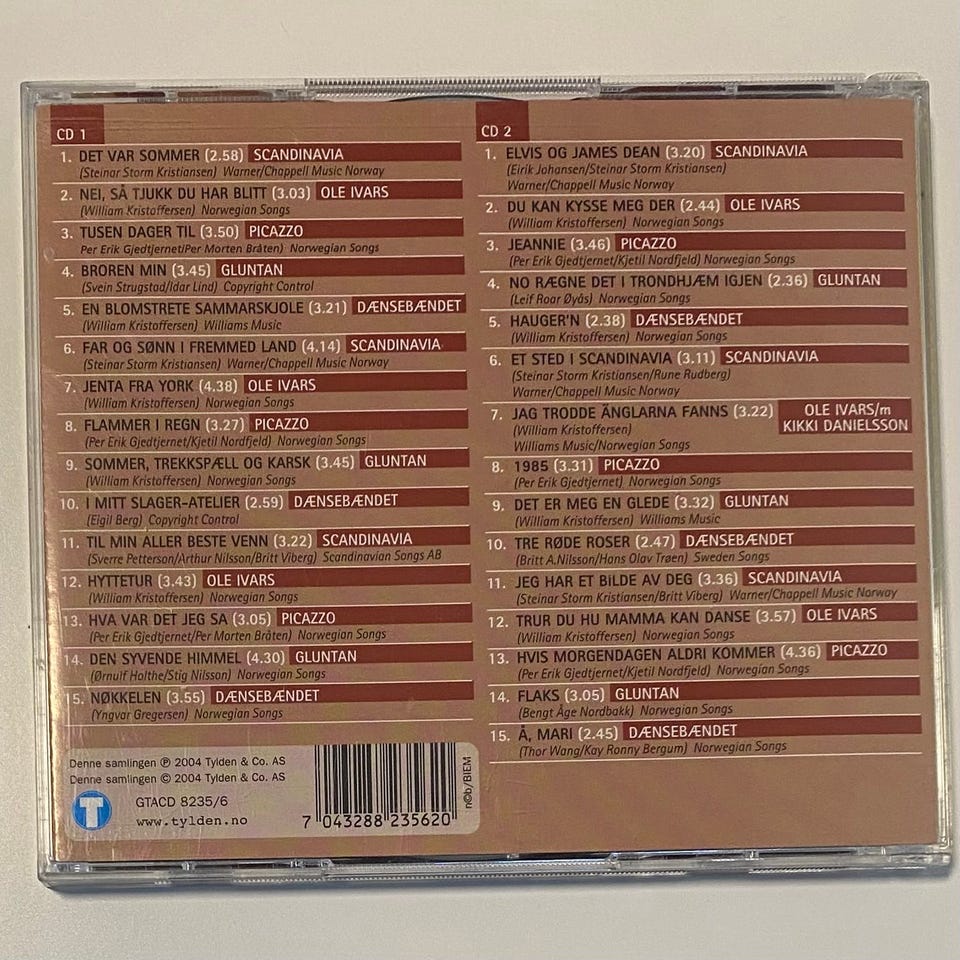 CD 1
1. DET VAR SOMMER (2.58) SCANDINAVIA
(Steinar Storm Kristiansen) Warner/Chappell Music Norway
2. NEI, SÅ TJUKK DU HAR BLITT (3.03) OLE IVARS
(William Kristoffersen) Norwegian Songs
3. TUSEN DAGER TIL (3.50) PICAZZO
Per Erik Gjedtjernet/Per Morten Bråten) Norwegian Songs
4. BROREN MIN (3.45) GLUNTAN
(Svein Strugstad/Idar Lind) Copyright Control
5. EN BLOMSTRETE SAMMARSKJOLE (3.21) DÆNSEBÆNDET
(William Kristoffersen) Williams Music
6. FAR OG SØNN I FREMMED LAND (4.14) SCANDINAVIA
(Steinar Storm Kristiansen) Warner/Chappell Music Norway
7. JENTA FRA YORK (4.38) OLE IVARS
(William Kristoffersen) Norwegian Songs
8. FLAMMER I REGN (3.27) PICAZZO
(Per Erik Gjedtjernet/Kjetil Nordfjeld) Norwegian Songs
9. SOMMER, TREKKSPÆLL OG KARSK (3.45) GLUNTAN
(William Kristoffersen) Norwegian Songs
10. I MITT SLAGER-ATELIER (2.59) DÆNSEBÆNDET
(Eigil Berg) Copyright Control
11. TIL MIN ALLER BESTE VENN (3.22) SCANDINAVIA
(Sverre Petterson/Arthur Nilsson/Britt Viberg) Scandinavian Songs AB
12. HYTTETUR (3.43) OLE IVARS
(William Kristoffersen) Norwegian Songs
13. HVA VAR DET JEG SA (3.05) PICAZZO
(Per Erik Gjedtjernet/Per Morten Bråten) Norwegian Songs
14. DEN SYVENDE HIMMEL (4.30) GLUNTAN
(Ørnulf Holthe/Stig Nilsson) Norwegian Songs
15. NØKKELEN (3.55) DÆNSEBÆNDET
(Yngvar Gregersen) Norwegian Songs
Denne samlingen ℗ 2004 Tylden & Co. AS
Denne samlingen © 2004 Tylden & Co. AS
T
GTACD 8235/6
www.tylden.no
7 043288 235620
n©b/BIEM
CD 2
1. ELVIS OG JAMES DEAN (3.20) SCANDINAVIA
(Eirik Johansen/Steinar Storm Kristiansen)
Warner/Chappell Music Norway
2. DU KAN KYSSE MEG DER (2.44) OLE IVARS
(William Kristoffersen) Norwegian Songs
3. JEANNIE (3.46) PICAZZO
(Per Erik Gjedtjernet/Kjetil Nordfjeld) Norwegian Songs
4. NO RÆGNE DET I TRONDHJÆM IGJEN (2.36) GLUNTAN
(Leif Roar Øyås) Norwegian Songs
5. HAUGER'N (2.38) DÆNSEBÆNDET
(William Kristoffersen) Norwegian Songs
6. ET STED I SCANDINAVIA (3.11) SCANDINAVIA
(Steinar Storm Kristiansen/Rune Rudberg)
Warner/Chappell Music Norway
7. JAG TRODDE ÄNGLARNA FANNS (3.22) OLE IVARS/m
KIKKI DANIELSSON
(William Kristoffersen)
Williams Music/Norwegian Songs
8. 1985 (3.31) PICAZZO
(Per Erik Gjedtjernet) Norwegian Songs
9. DET ER MEG EN GLEDE (3.32) GLUNTAN
(William Kristoffersen) Williams Music
10. TRE RØDE ROSER (2.47) DÆNSEBÆNDET
(Britt A.Nilsson/Hans Olav Trøen) Sweden Songs
11. JEG HAR ET BILDE AV DEG (3.36) SCANDINAVIA
(Steinar Storm Kristiansen/Britt Viberg) Warner/Chappell Music Norway
12. TRUR DU HU MAMMA KAN DANSE (3.57) OLE IVARS
(William Kristoffersen) Norwegian Songs
13. HVIS MORGENDAGEN ALDRI KOMMER (4.36) PICAZZO
(Per Erik Gjedtjernet/Kjetil Nordfjeld) Norwegian Songs
14. FLAKS (3.05) GLUNTAN
(Bengt Åge Nordbakk) Norwegian Songs
15. Å, MARI (2.45) DÆNSEBÆNDET
(Thor Wang/Kay Ronny Bergum) Norwegian Songs